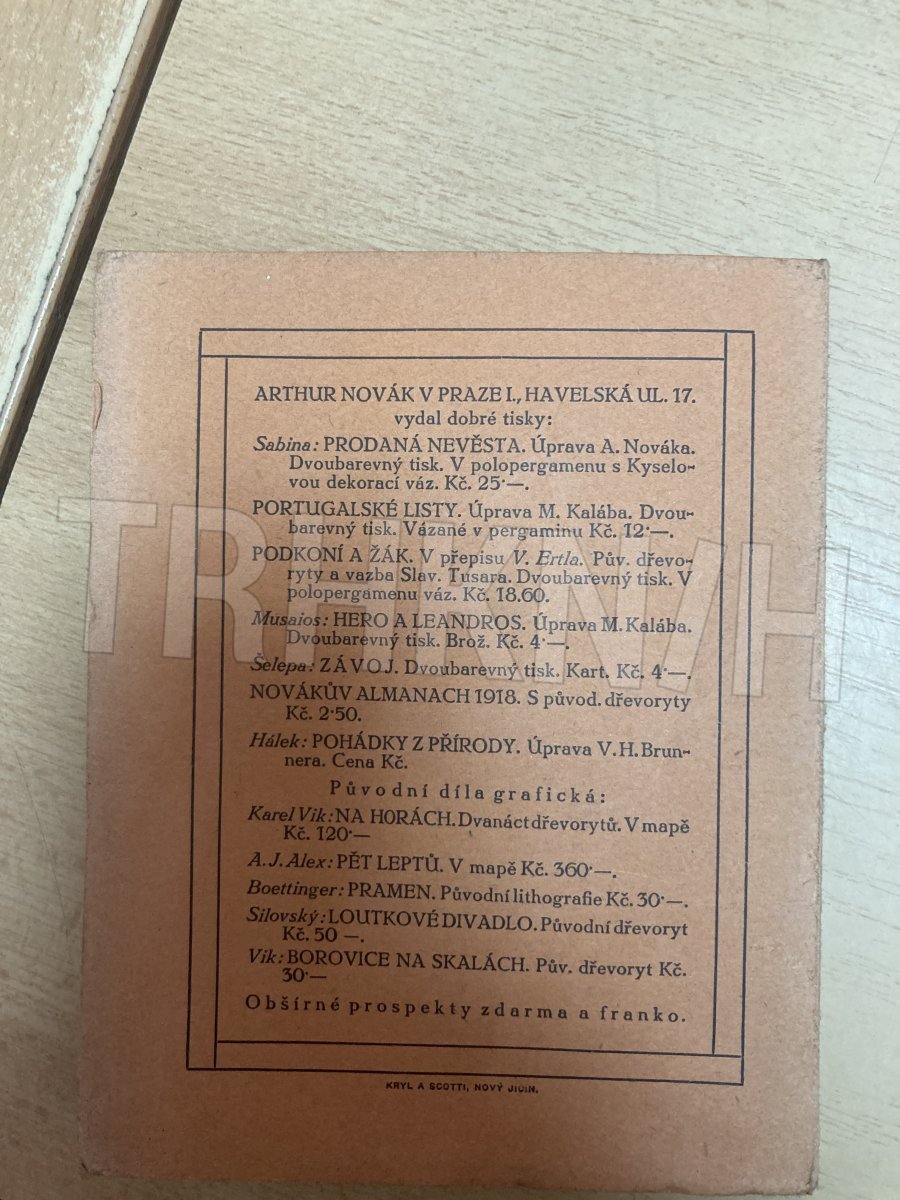 ARTHUR NOVÁK V PRAZE I., HAVELSKÁ UL. 17.
vydal dobré tisky:
Sabina: PRODANÁ NEVĚSTA. Úprava A. Nováka.
Dvoubarevný tisk. V polopergamenu s Kyselo-
vou dekorací váz. Kč. 25·—.
PORTUGALSKÉ LISTY. Úprava M. Kalába. Dvou-
barevný tisk. Vázané v pergaminu Kč. 12·—.
PODKONÍ A ŽÁK. V přepisu V. Ertla. Pův. dřevo-
ryty a vazba Slav. Tusara. Dvoubarevný tisk. V
polopergamenu váz. Kč. 18.60.
Musaios: HERO A LEANDROS. Úprava M. Kalába.
Dvoubarevný tisk. Brož. Kč. 4·—.
Šelepa: ZÁVOJ. Dvoubarevný tisk. Kart. Kč. 4·—.
NOVÁKŮV ALMANACH 1918. S původ. dřevoryty
Kč. 2·50.
Hálek: POHÁDKY Z PŘÍRODY. Úprava V. H. Brun-
nera. Cena Kč.
Původní díla grafická:
Karel Vik: NA HORÁCH. Dvanáct dřevorytů. V mapě
Kč. 120·—
A. J. Alex: PĚT LEPTŮ. V mapě Kč. 360·—.
Boettinger: PRAMEN. Původní lithografie Kč. 30·—.
Silovský: LOUTKOVÉ DIVADLO. Původní dřevoryt
Kč. 50 —.
Vik: BOROVICE NA SKALÁCH. Pův. dřevoryt Kč.
30·—
Obšírné prospekty zdarma a franko.
KRYL A SCOTTI, NOVÝ JIČÍN.
TRHKNIH